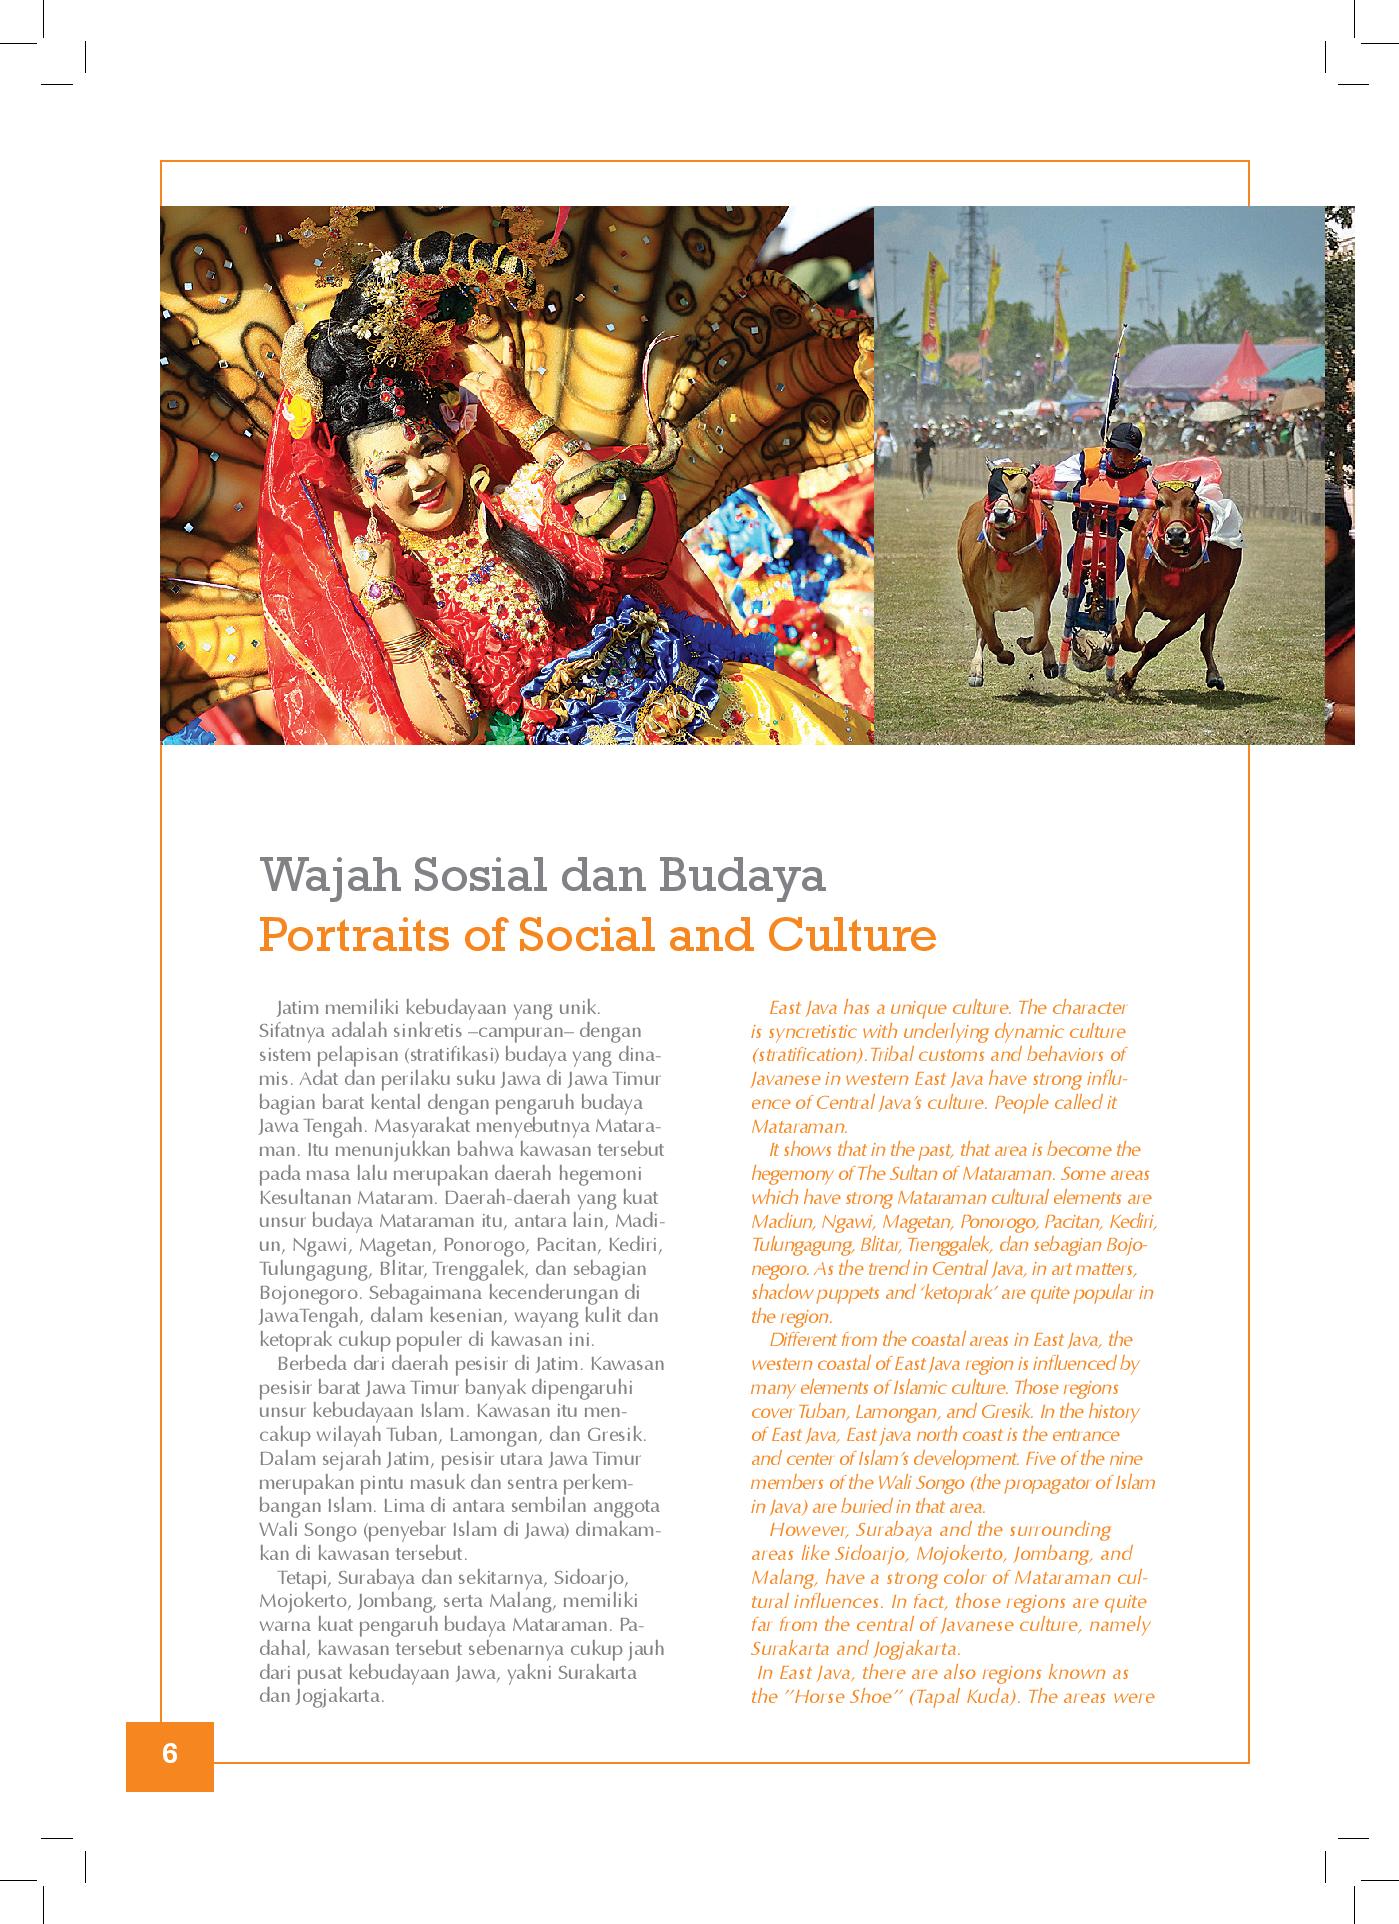 Wajah Sosial dan Budaya
Portraits of Social and Culture
Jatim memiliki kebudayaan yang unik.
Sifatnya adalah sinkretis –campuran– dengan
sistem pelapisan (stratifikasi) budaya yang dina-
mis. Adat dan perilaku suku Jawa di Jawa Timur
bagian barat kental dengan pengaruh budaya
Jawa Tengah. Masyarakat menyebutnya Matara-
man. Itu menunjukkan bahwa kawasan tersebut
pada masa lalu merupakan daerah hegemoni
Kesultanan Mataram. Daerah-daerah yang kuat
unsur budaya Mataraman itu, antara lain, Madi-
un, Ngawi, Magetan, Ponorogo, Pacitan, Kediri,
Tulungagung, Blitar, Trenggalek, dan sebagian
Bojonegoro. Sebagaimana kecenderungan di
JawaTengah, dalam kesenian, wayang kulit dan
ketoprak cukup populer di kawasan ini.
Berbeda dari daerah pesisir di Jatim. Kawasan
pesisir barat Jawa Timur banyak dipengaruhi
unsur kebudayaan Islam. Kawasan itu men-
cakup wilayah Tuban, Lamongan, dan Gresik.
Dalam sejarah Jatim, pesisir utara Jawa Timur
merupakan pintu masuk dan sentra perkem-
bangan Islam. Lima di antara sembilan anggota
Wali Songo (penyebar Islam di Jawa) dimakam-
kan di kawasan tersebut.
Tetapi, Surabaya dan sekitarnya, Sidoarjo,
Mojokerto, Jombang, serta Malang, memiliki
warna kuat pengaruh budaya Mataraman. Pa-
dahal, kawasan tersebut sebenarnya cukup jauh
dari pusat kebudayaan Jawa, yakni Surakarta
dan Jogjakarta.
East Java has a unique culture. The character
is syncretistic with underlying dynamic culture
(stratification).Tribal customs and behaviors of
Javanese in western East Java have strong influ-
ence of Central Java’s culture. People called it
Mataraman.
It shows that in the past, that area is become the
hegemony of The Sultan of Mataraman. Some areas
which have strong Mataraman cultural elements are
Madiun, Ngawi, Magetan, Ponorogo, Pacitan, Kediri,
Tulungagung, Blitar, Trenggalek, dan sebagian Bojo-
negoro. As the trend in Central Java, in art matters,
shadow puppets and ‘ketoprak’ are quite popular in
the region.
Different from the coastal areas in East Java, the
western coastal of East Java region is influenced by
many elements of Islamic culture. Those regions
cover Tuban, Lamongan, and Gresik. In the history
of East Java, East java north coast is the entrance
and center of Islam’s development. Five of the nine
members of the Wali Songo (the propagator of Islam
in Java) are buried in that area.
However, Surabaya and the surrounding
areas like Sidoarjo, Mojokerto, Jombang, and
Malang, have a strong color of Mataraman cul-
tural influences. In fact, those regions are quite
far from the central of Javanese culture, namely
Surakarta and Jogjakarta.
In East Java, there are also regions known as
the ”Horse Shoe” (Tapal Kuda). The areas were
6